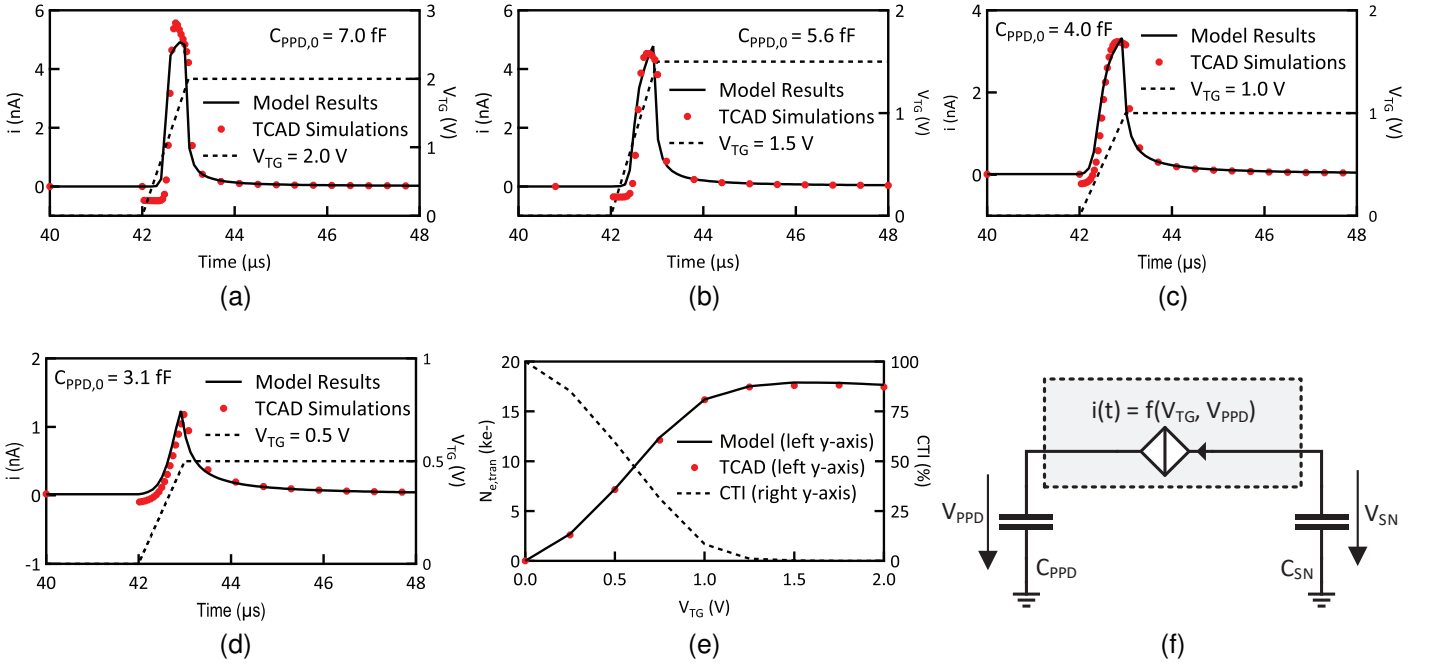 6
4
2
0
i (nA)
3
2
1
0
V_TG (V)
C_PPD,0 = 7.0 fF
Model Results
TCAD Simulations
V_TG = 2.0 V
40 42 44 46 48
Time (µs)
(a)
6
4
2
0
i (nA)
2
1
0
V_TG (V)
C_PPD,0 = 5.6 fF
Model Results
TCAD Simulations
V_TG = 1.5 V
40 42 44 46 48
Time (µs)
(b)
4
2
0
i (nA)
2
1
0
V_TG (V)
C_PPD,0 = 4.0 fF
Model Results
TCAD Simulations
V_TG = 1.0 V
40 42 44 46 48
Time (µs)
(c)
2
1
0
-1
i (nA)
1
0.5
0
V_TG (V)
C_PPD,0 = 3.1 fF
Model Results
TCAD Simulations
V_TG = 0.5 V
40 42 44 46 48
Time (µs)
(d)
20
15
10
5
0
N_e,tran (ke-)
100
75
50
25
0
CTI (%)
Model (left y-axis)
TCAD (left y-axis)
CTI (right y-axis)
0.0 0.5 1.0 1.5 2.0
V_TG (V)
(e)
i(t) = f(V_TG, V_PPD)
V_PPD
C_PPD
C_SN
V_SN
(f)